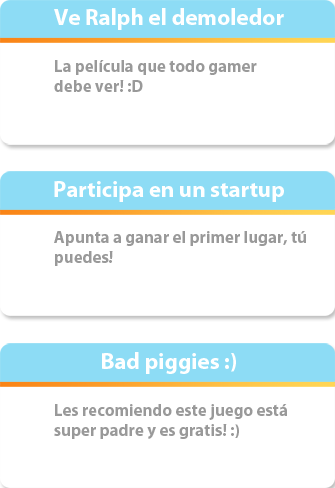 Ve Ralph el demoledor
La película que todo gamer
debe ver! :D
Participa en un startup
Apunta a ganar el primer lugar, tú
puedes!
Bad piggies :)
Les recomiendo este juego está
super padre y es gratis! :)